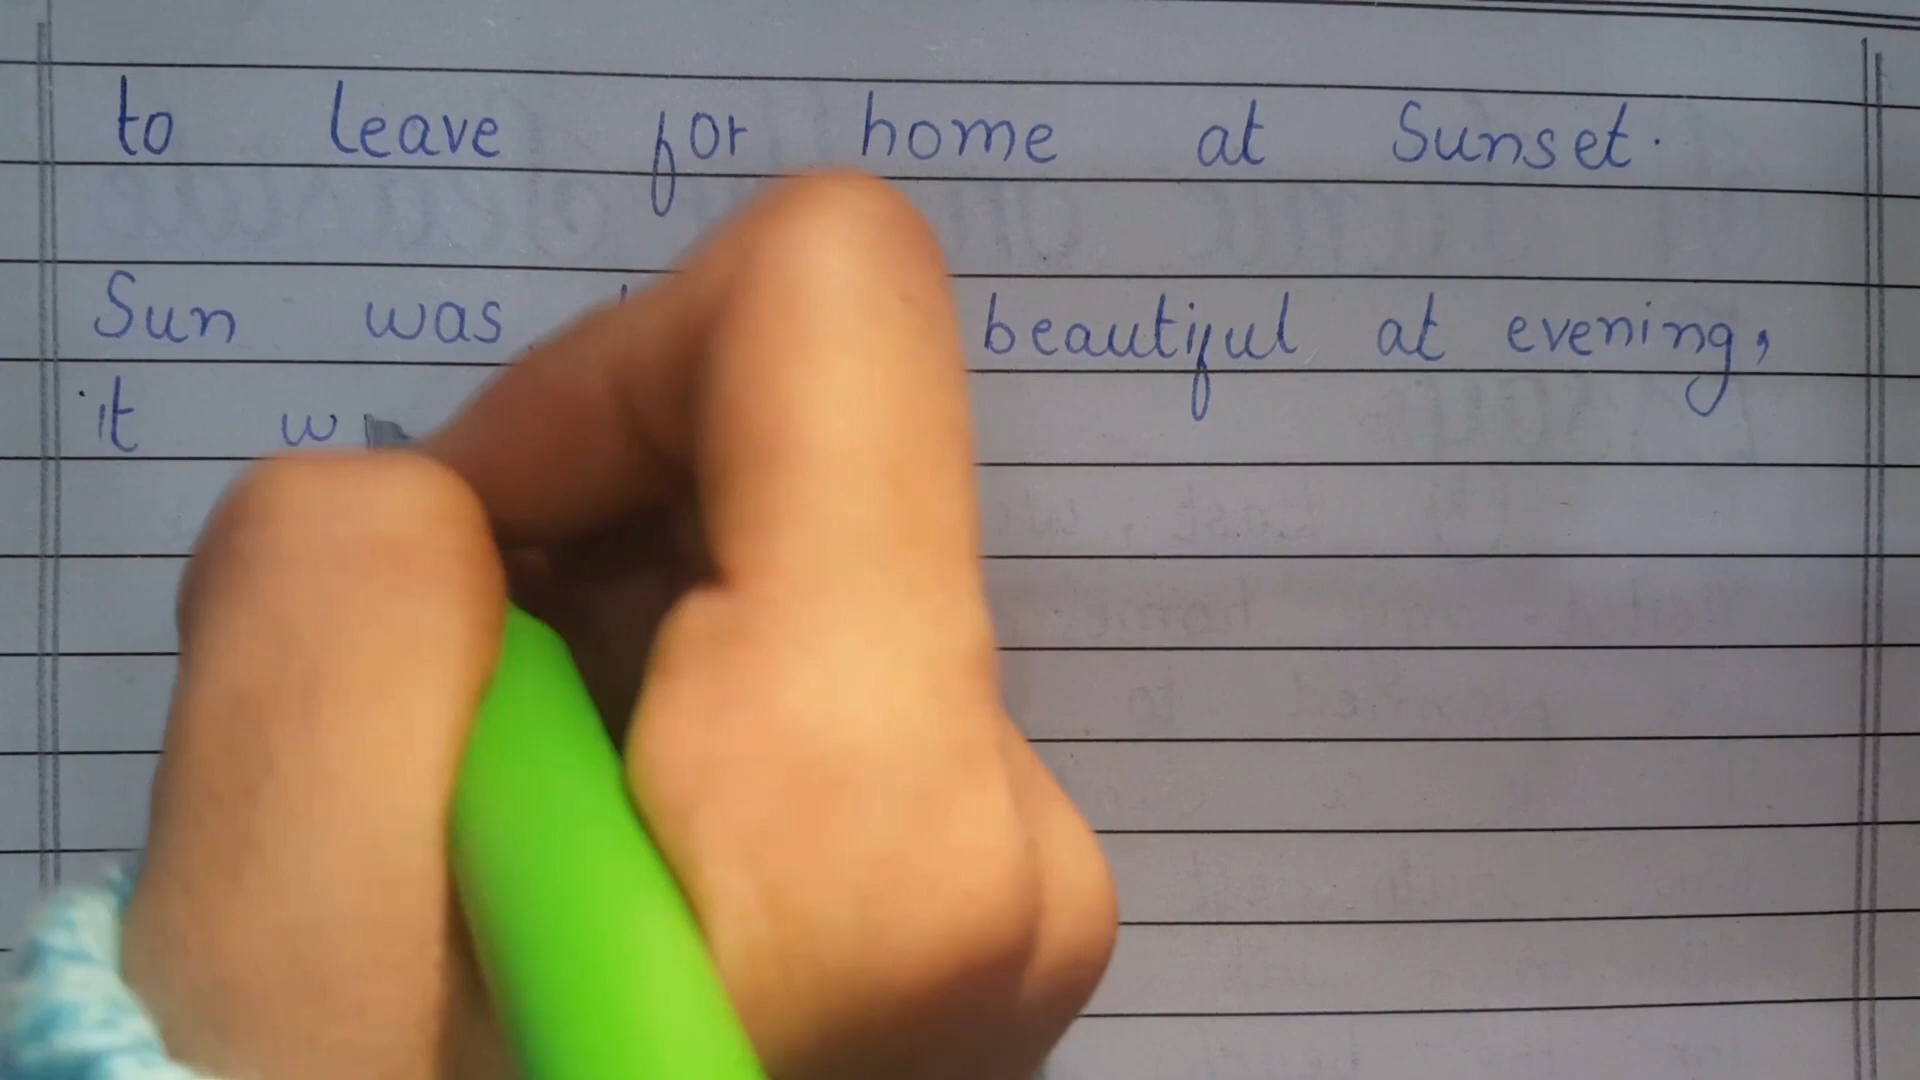 to leave for home at Sunset.
Sun was beautiful at evening,
it w